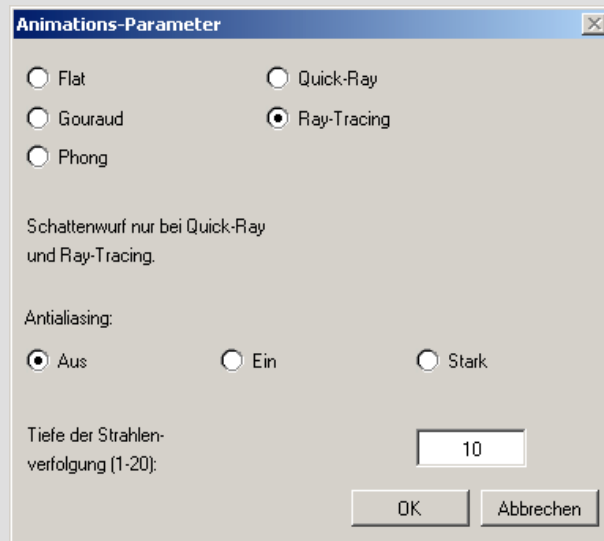 Animations-Parameter
Flat
Quick-Ray
Gouraud
Ray-Tracing
Phong
Schattenwurf nur bei Quick-Ray
und Ray-Tracing.
Antialiasing:
Aus
Ein
Stark
Tiefe der Strahlen-
verfolgung (1-20):
10
OK
Abbrechen